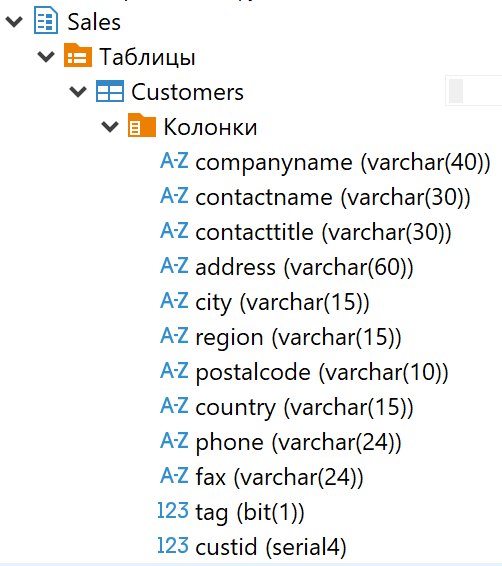 Sales
Таблицы
Customers
Колонки
A-Z companyname (varchar(40))
A-Z contactname (varchar(30))
A-Z contacttitle (varchar(30))
A-Z address (varchar(60))
A-Z city (varchar(15))
A-Z region (varchar(15))
A-Z postalcode (varchar(10))
A-Z country (varchar(15))
A-Z phone (varchar(24))
A-Z fax (varchar(24))
123 tag (bit(1))
123 custid (serial4)